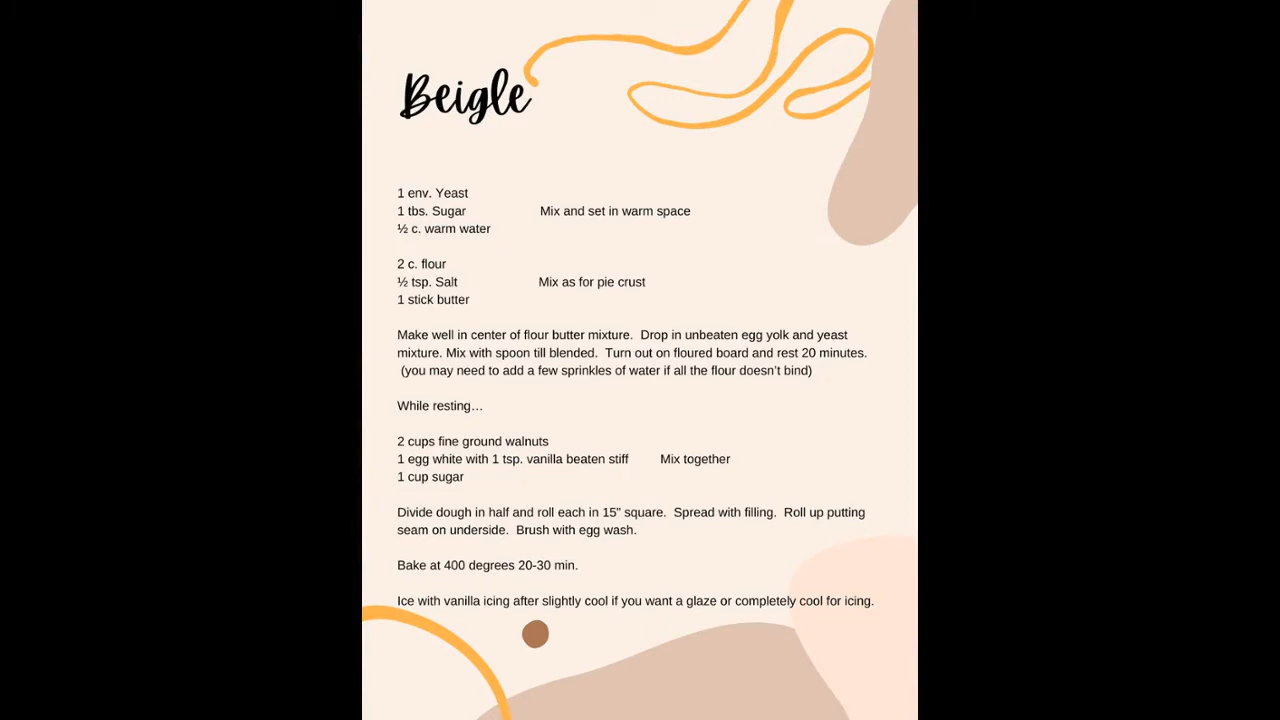 Beigle
1 env. Yeast
1 tbs. Sugar Mix and set in warm space
½ c. warm water
2 c. flour
½ tsp. Salt Mix as for pie crust
1 stick butter
Make well in center of flour butter mixture. Drop in unbeaten egg yolk and yeast
mixture. Mix with spoon till blended. Turn out on floured board and rest 20 minutes.
(you may need to add a few sprinkles of water if all the flour doesn't bind)
While resting…
2 cups fine ground walnuts
1 egg white with 1 tsp. vanilla beaten stiff Mix together
1 cup sugar
Divide dough in half and roll each in 15” square. Spread with filling. Roll up putting
seam on underside. Brush with egg wash.
Bake at 400 degrees 20-30 min.
Ice with vanilla icing after slightly cool if you want a glaze or completely cool for icing.